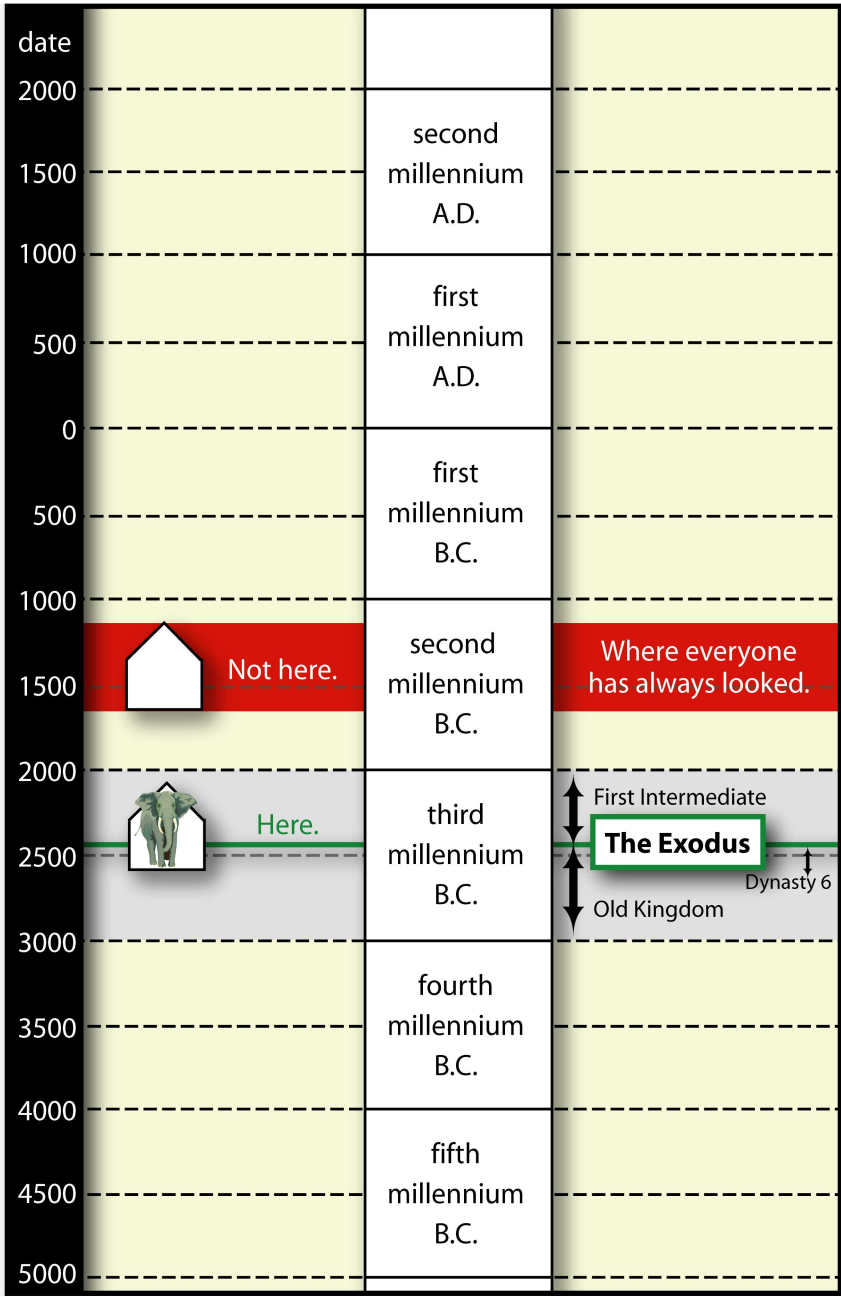 date
2000
second
millennium
A.D.
1500
1000
first
millennium
A.D.
500
0
first
millennium
B.C.
500
1000
second
millennium
B.C.
Not here.
Where everyone
has always looked.
1500
2000
third
millennium
B.C.
Here.
First Intermediate
The Exodus
Dynasty 6
Old Kingdom
2500
3000
fourth
millennium
B.C.
3500
4000
fifth
millennium
B.C.
4500
5000